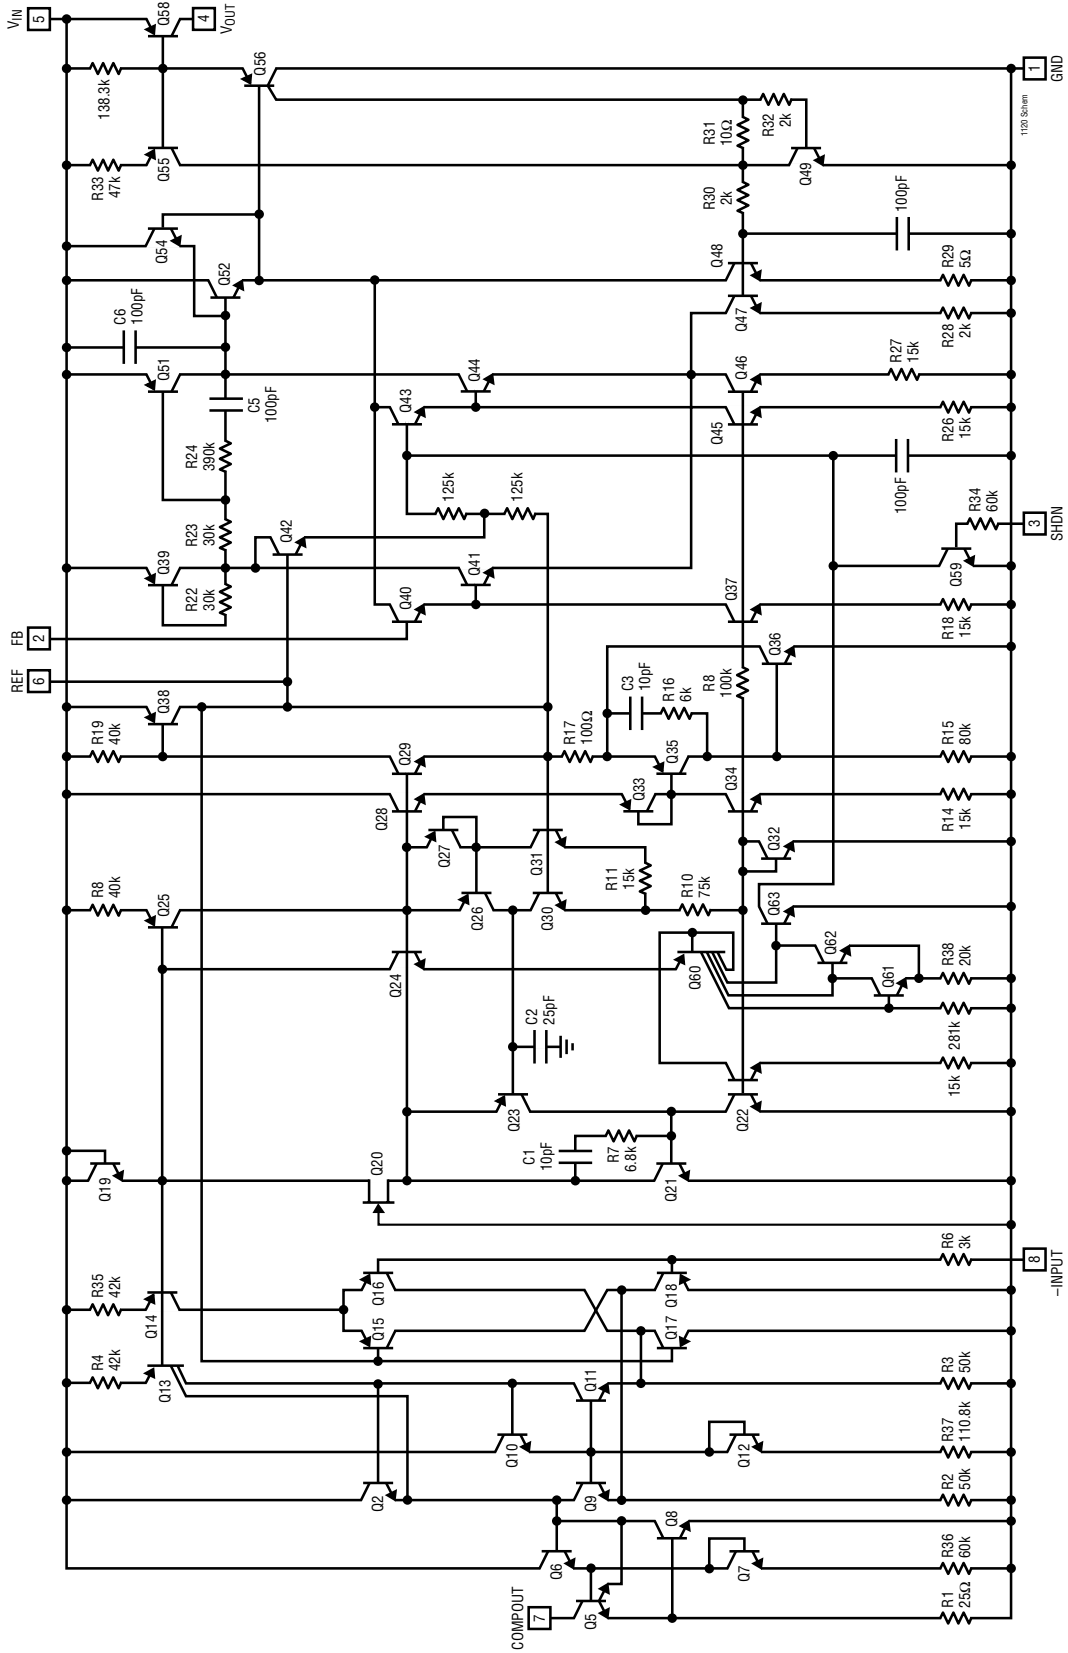 REF
6
FB
2
VIN
5
R4
42k
R35
42k
Q19
R8
40k
R19
40k
C6
100pF
R33
47k
138.3k
Q13
Q14
Q25
Q38
Q39
R22
30k
R23
30k
R24
390k
Q51
Q54
Q55
Q58
4
VOUT
Q52
Q56
C5
100pF
Q42
Q2
Q15
Q16
Q20
Q24
Q28
Q29
Q40
Q43
Q27
Q41
Q44
125k
125k
Q26
COMPOUT
7
Q10
Q23
C1
10pF
C2
25pF
Q30
Q31
Q6
Q5
Q9
Q11
R7
6.8k
R17
100Ω
C3
10pF
R11
15k
Q33
Q35
R16
6k
Q8
Q17
Q18
Q21
Q60
R10
75k
R8
100k
Q7
Q12
Q22
Q34
Q37
Q45
Q46
Q47
Q48
R30
2k
R31
10Ω
R32
2k
Q63
Q32
Q36
Q62
Q61
Q49
100pF
100pF
R27
15k
Q59
R1
25Ω
R36
60k
R2
50k
R37
110.8k
R3
50k
R6
3k
15k
281k
R38
20k
R14
15k
R15
80k
R18
15k
R34
60k
R26
15k
R28
2k
R29
5Ω
–INPUT
8
SHDN
3
GND
1
1120 Schem